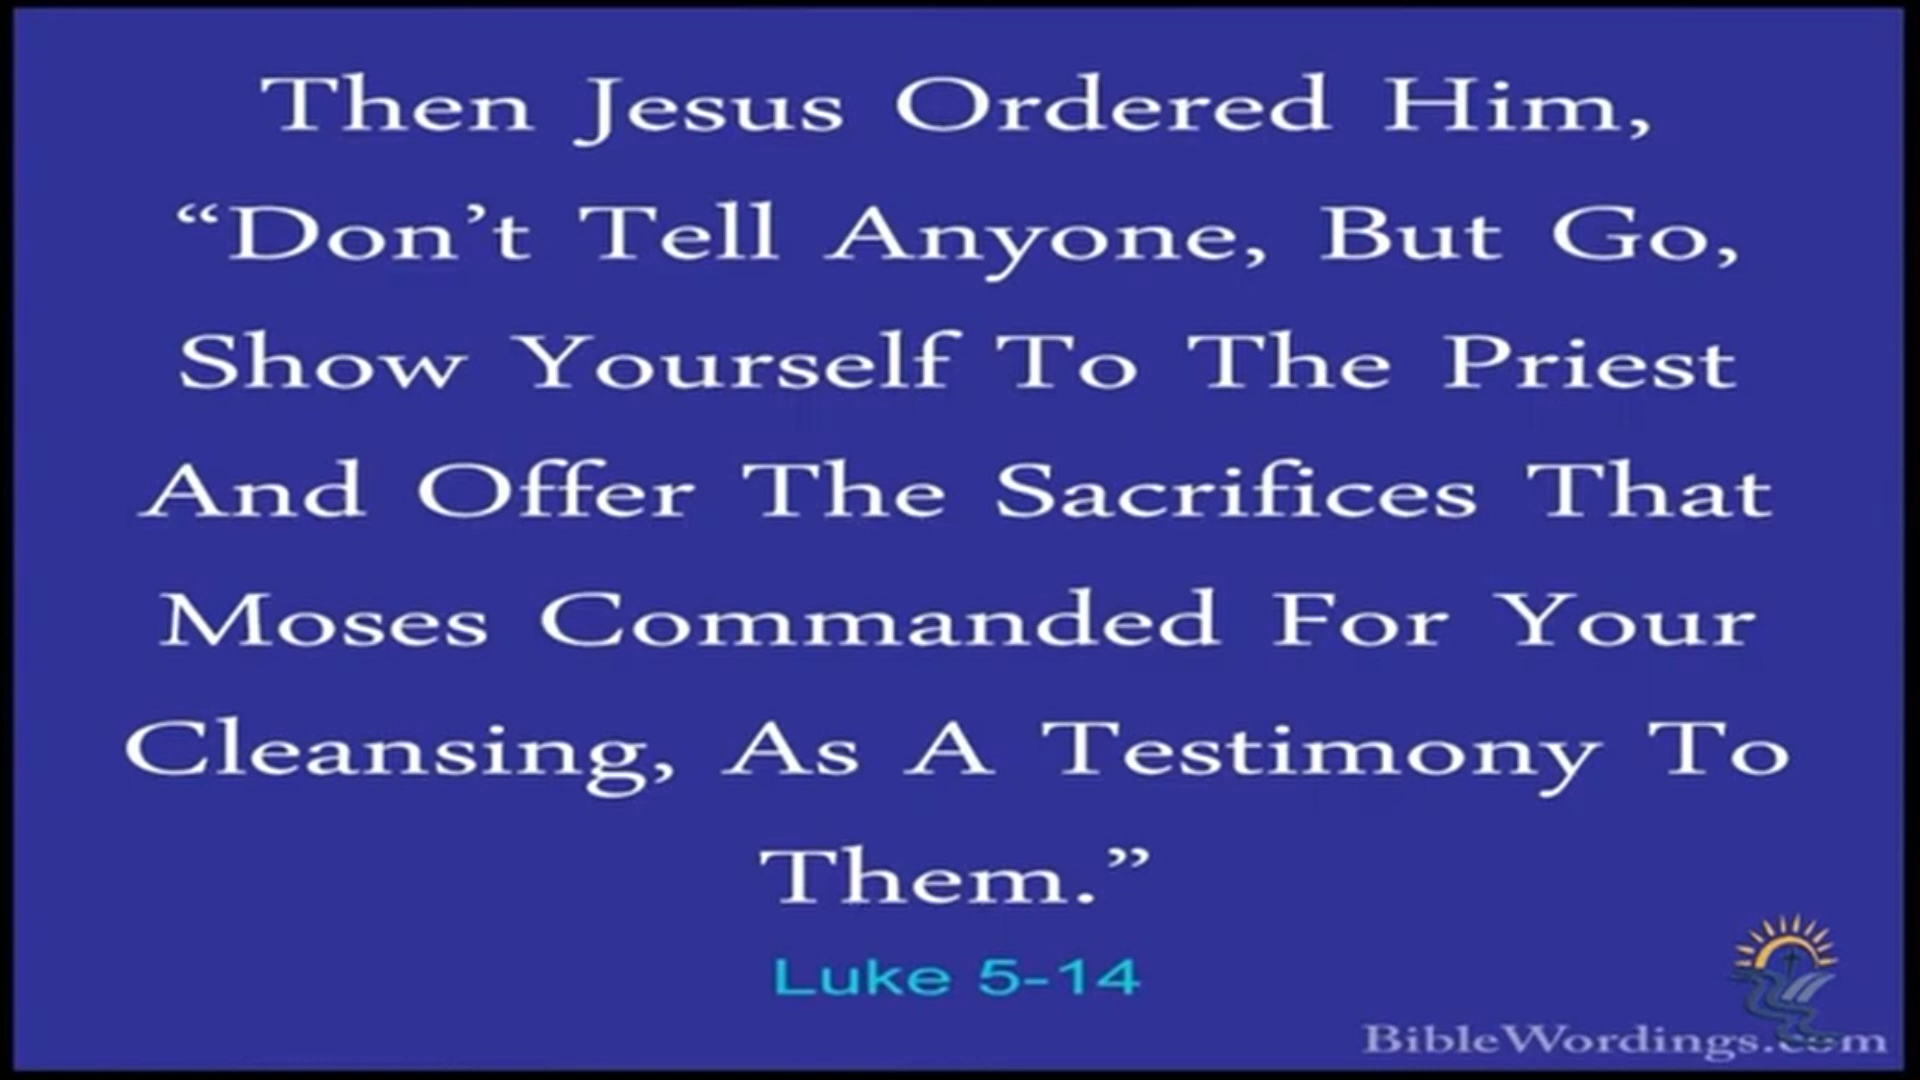 Then Jesus Ordered Him,
“Don’t Tell Anyone, But Go,
Show Yourself To The Priest
And Offer The Sacrifices That
Moses Commanded For Your
Cleansing, As A Testimony To
Them.”
Luke 5-14
BibleWordings.com